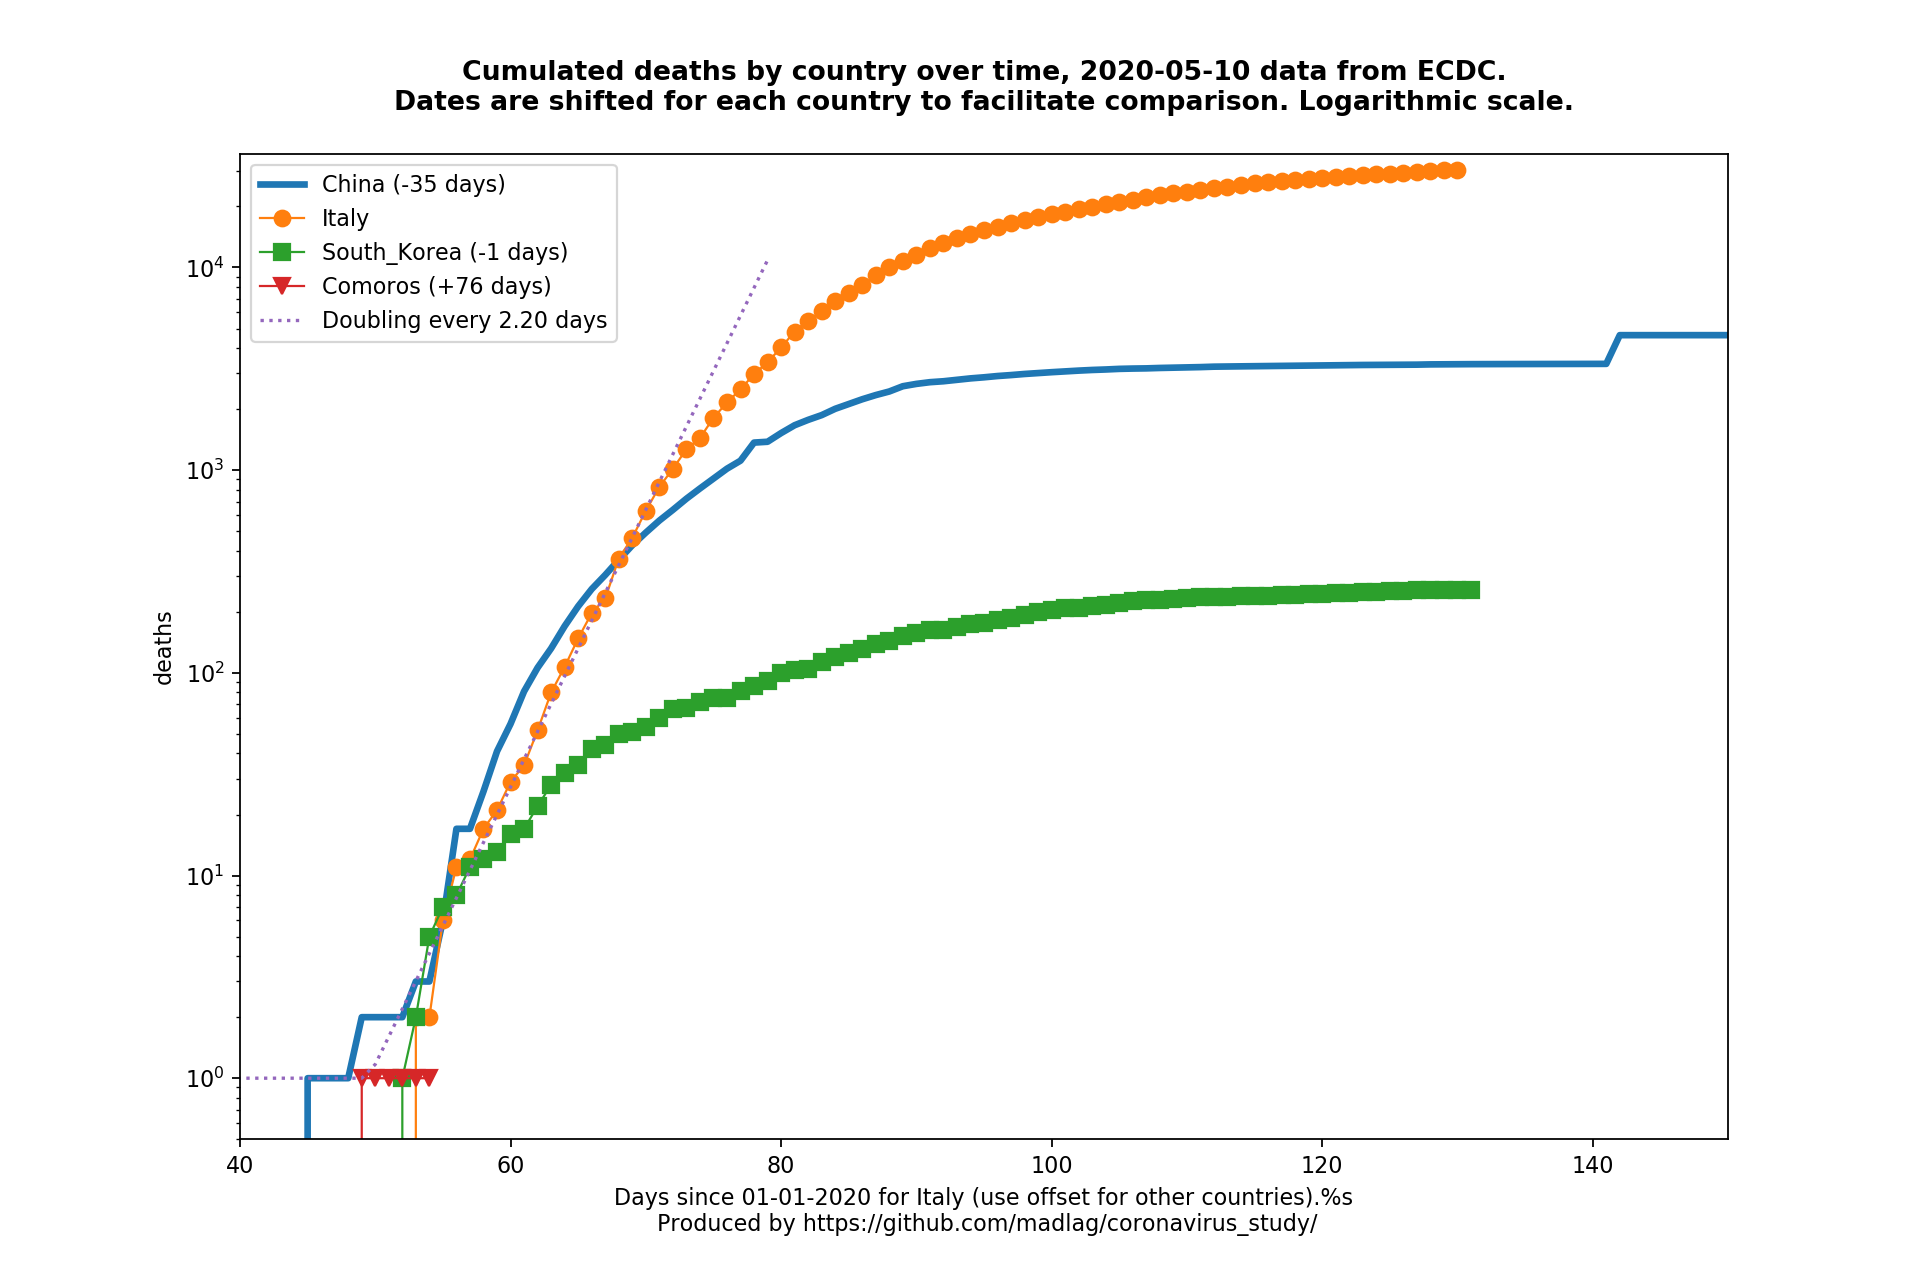 Cumulated deaths by country over time, 2020-05-10 data from ECDC.
Dates are shifted for each country to facilitate comparison. Logarithmic scale.
China (-35 days)
Italy
South_Korea (-1 days)
Comoros (+76 days)
Doubling every 2.20 days
deaths
10⁴
10³
10²
10¹
10⁰
40 60 80 100 120 140
Days since 01-01-2020 for Italy (use offset for other countries).%s
Produced by https://github.com/madlag/coronavirus_study/